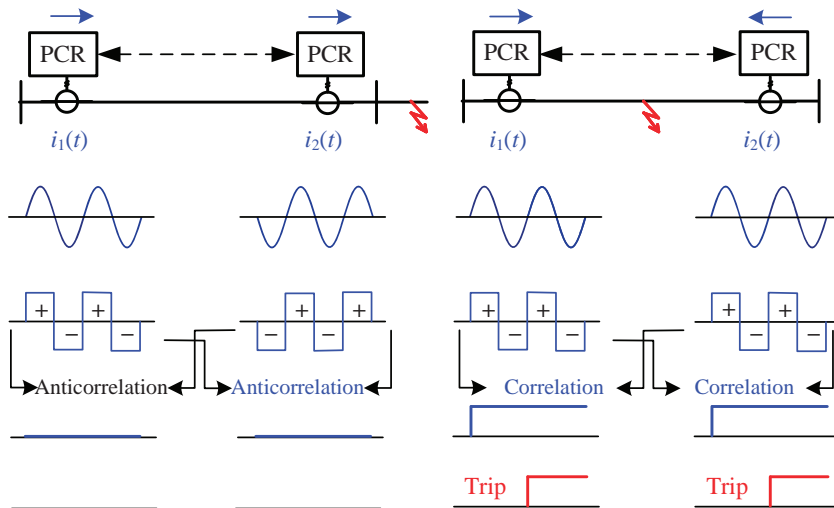 PCR PCR PCR PCR
i1(t) i2(t) i1(t) i2(t)
+ + + + + + + +
− − − − − − − −
Anticorrelation Anticorrelation Correlation Correlation
Trip Trip